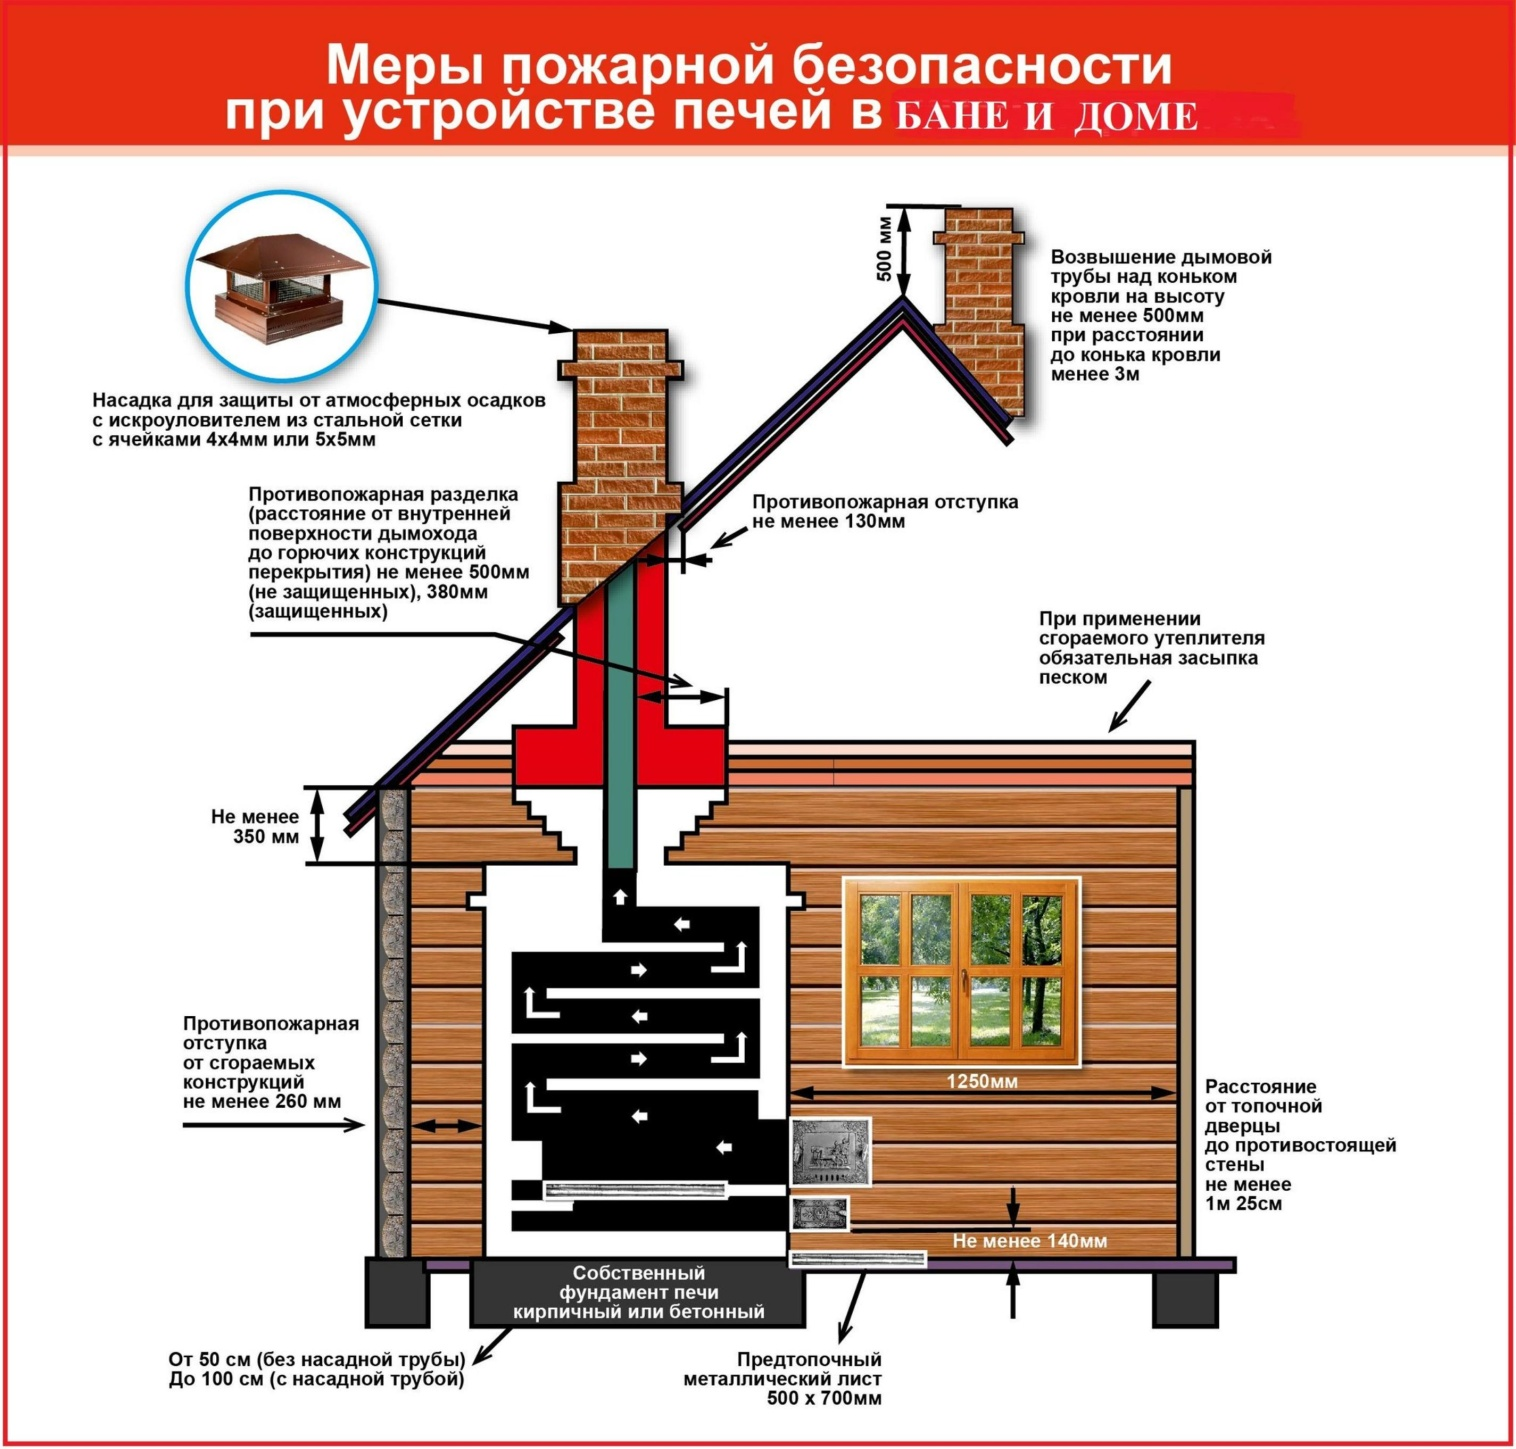 Меры пожарной безопасности
при устройстве печей в БАНЕ И ДОМЕ
500 мм
Возвышение дымовой
трубы над коньком
кровли на высоту
не менее 500мм
при расстоянии
до конька кровли
менее 3м
Насадка для защиты от атмосферных осадков
с искроуловителем из стальной сетки
с ячейками 4х4мм или 5х5мм
Противопожарная разделка
(расстояние от внутренней
поверхности дымохода
до горючих конструкций
перекрытия) не менее 500мм
(не защищенных), 380мм
(защищенных)
Противопожарная отступка
не менее 130мм
При применении
сгораемого утеплителя
обязательная засыпка
песком
Не менее
350 мм
Противопожарная
отступка
от сгораемых
конструкций
не менее 260 мм
1250мм
Расстояние
от топочной
дверцы
до противостоящей
стены
не менее
1м 25см
Не менее 140мм
Собственный
фундамент печи
кирпичный или бетонный
От 50 см (без насадной трубы)
До 100 см (с насадной трубой)
Предтопочный
металлический лист
500 х 700мм